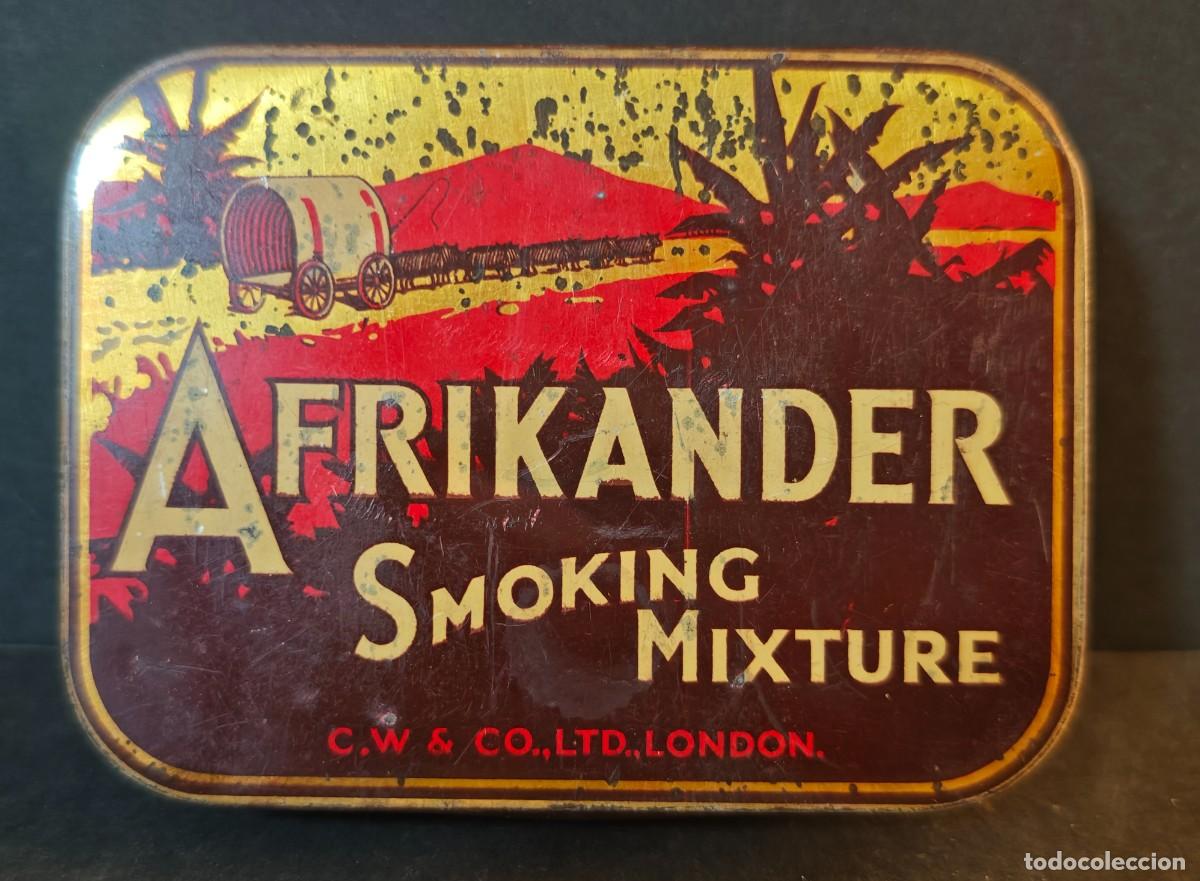 AFRIKANDER
SMOKING
MIXTURE
C.W & CO.,LTD.,LONDON.
todocoleccion